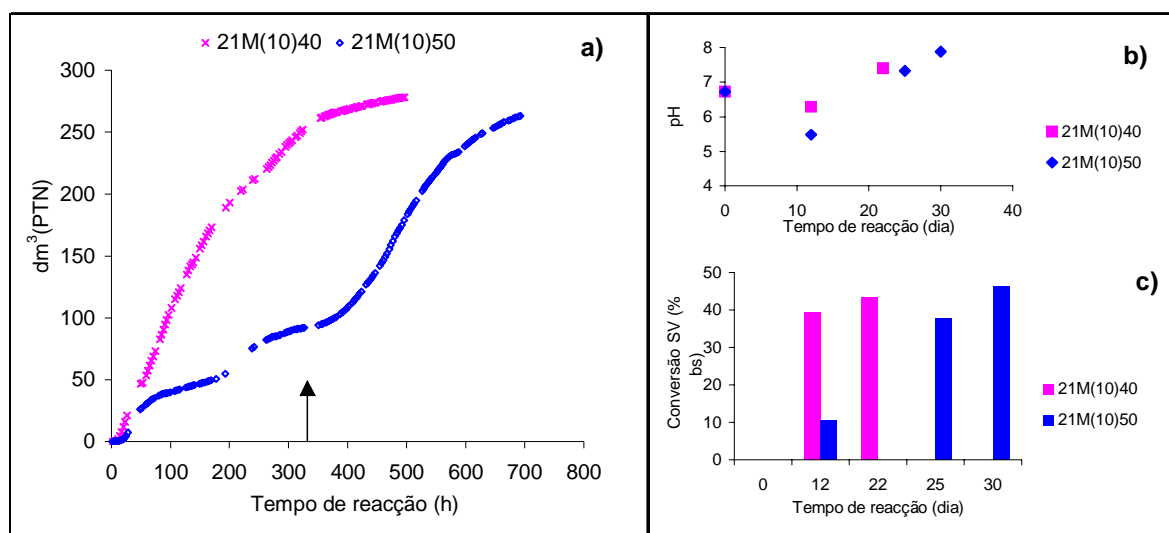 21M(10)40 21M(10)50
a)
300
250
200
150
100
50
0
dm³(PTN)
0 100 200 300 400 500 600 700 800
Tempo de reacção (h)
b)
8
7
6
5
4
pH
0 10 20 30 40
Tempo de reacção (dia)
21M(10)40
21M(10)50
c)
50
40
30
20
10
0
Conversão SV (%
bs)
0 12 22 25 30
Tempo de reacção (dia)
21M(10)40
21M(10)50